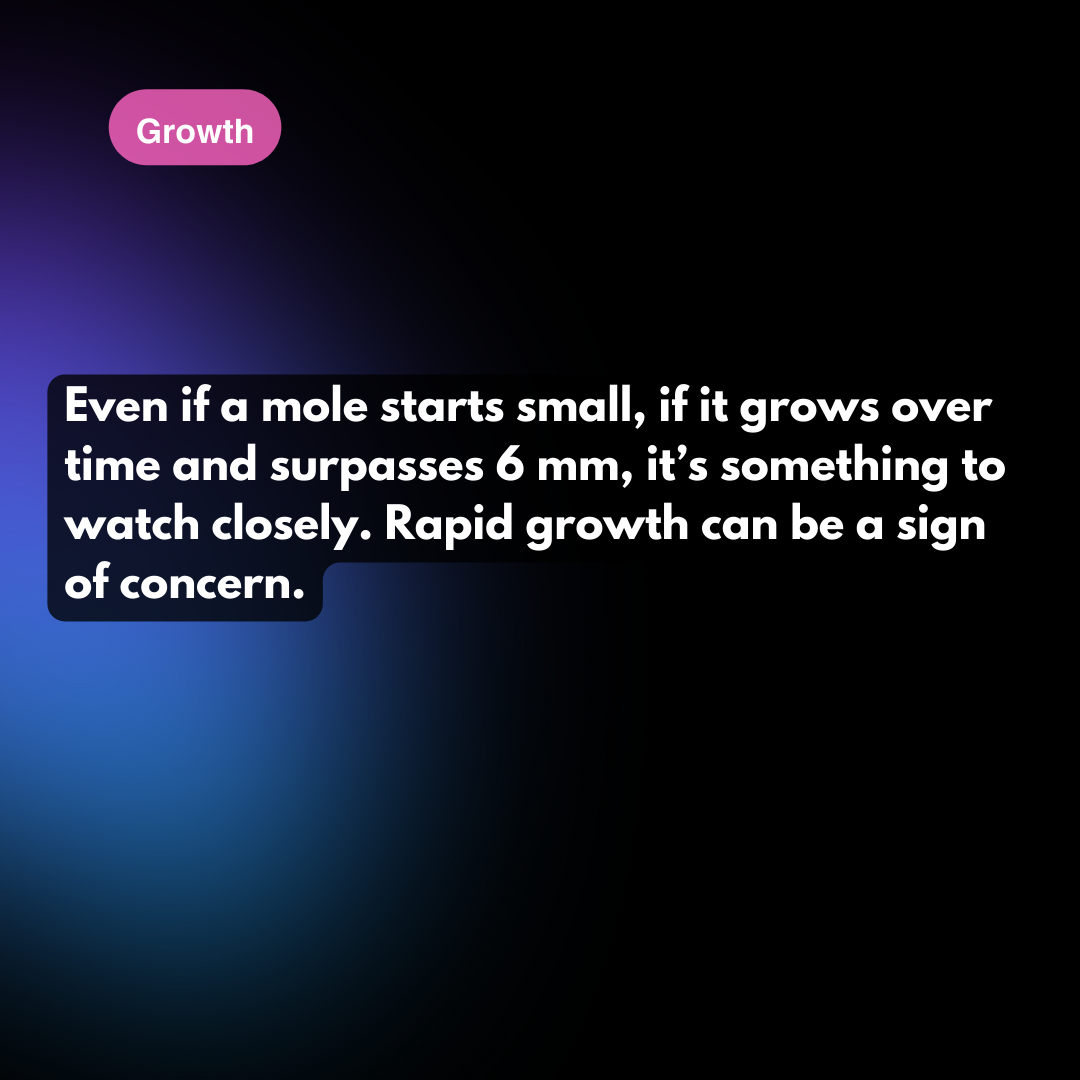 Growth
Even if a mole starts small, if it grows over
time and surpasses 6 mm, it’s something to
watch closely. Rapid growth can be a sign
of concern.